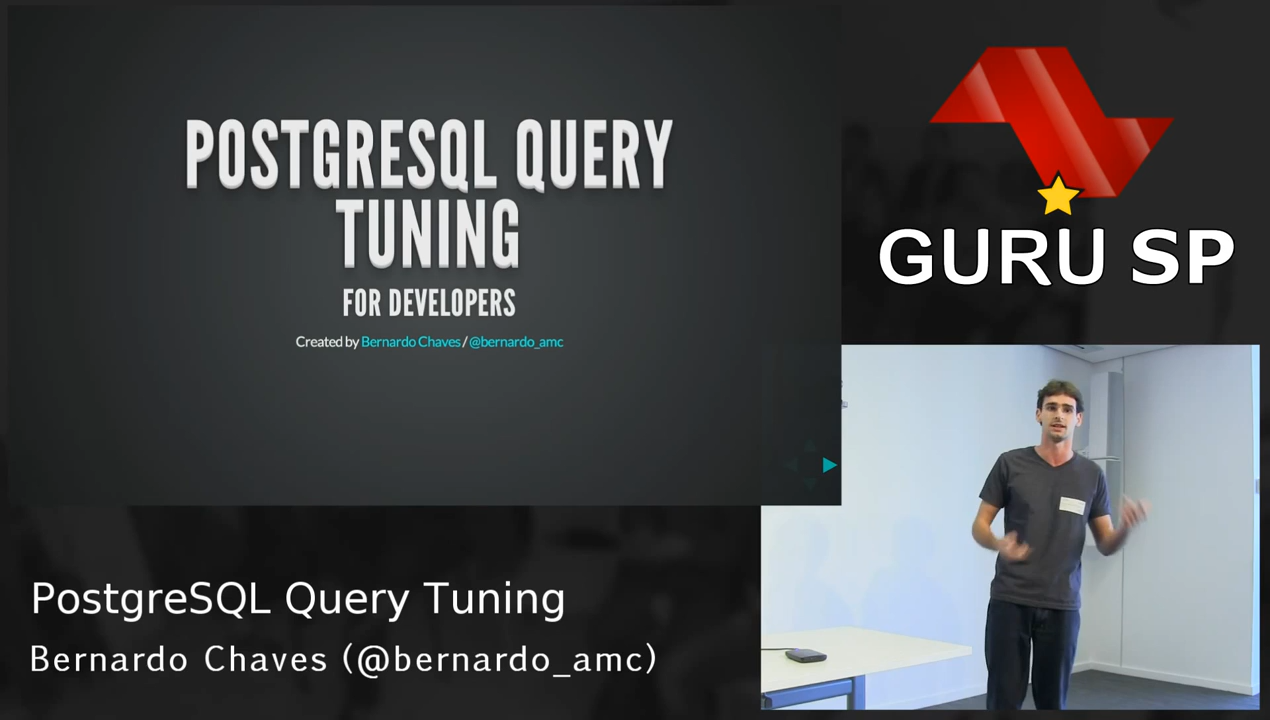 POSTGRESQL QUERY
TUNING
FOR DEVELOPERS
Created by Bernardo Chaves / @bernardo_amc
GURU SP
PostgreSQL Query Tuning
Bernardo Chaves (@bernardo_amc)